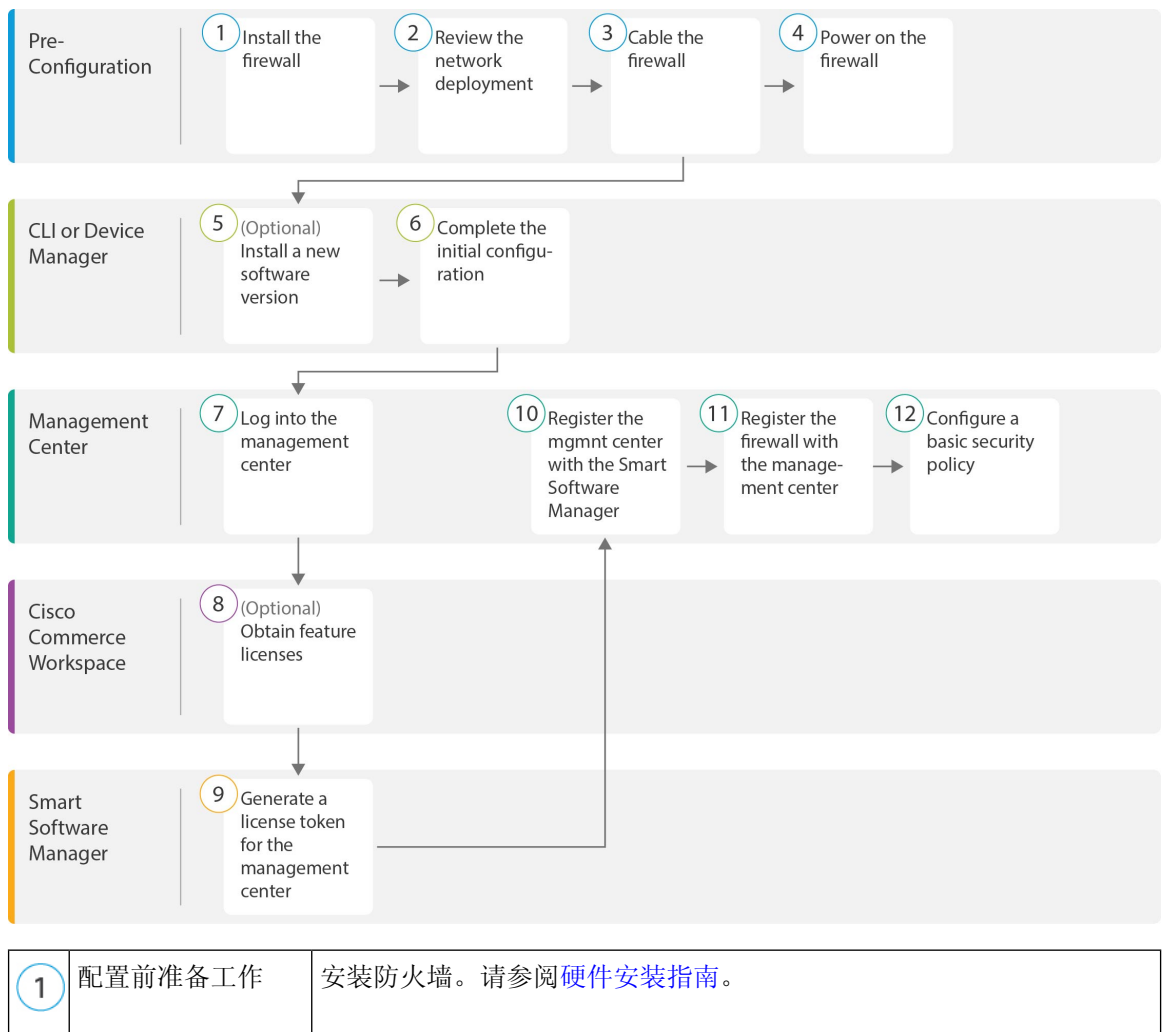 Pre-
Configuration
1
Install the
firewall
2
Review the
network
deployment
3
Cable the
firewall
4
Power on the
firewall
CLI or Device
Manager
5
(Optional)
Install a new
software
version
6
Complete the
initial configu-
ration
Management
Center
7
Log into the
management
center
10
Register the
mgmnt center
with the Smart
Software
Manager
11
Register the
firewall with
the manage-
ment center
12
Configure a
basic security
policy
Cisco
Commerce
Workspace
8
(Optional)
Obtain feature
licenses
Smart
Software
Manager
9
Generate a
license token
for the
management
center
1
配置前准备工作
安装防火墙。请参阅硬件安装指南。